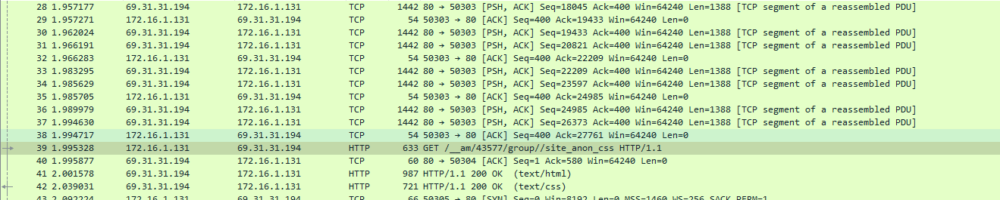 28 1.957177 69.31.31.194 172.16.1.131 TCP 1442 80 → 50303 [PSH, ACK] Seq=18045 Ack=400 Win=64240 Len=1388 [TCP segment of a reassembled PDU]
29 1.957271 172.16.1.131 69.31.31.194 TCP 54 50303 → 80 [ACK] Seq=400 Ack=19433 Win=64240 Len=0
30 1.962024 69.31.31.194 172.16.1.131 TCP 1442 80 → 50303 [PSH, ACK] Seq=19433 Ack=400 Win=64240 Len=1388 [TCP segment of a reassembled PDU]
31 1.966191 69.31.31.194 172.16.1.131 TCP 1442 80 → 50303 [PSH, ACK] Seq=20821 Ack=400 Win=64240 Len=1388 [TCP segment of a reassembled PDU]
32 1.966283 172.16.1.131 69.31.31.194 TCP 54 50303 → 80 [ACK] Seq=400 Ack=22209 Win=64240 Len=0
33 1.983295 69.31.31.194 172.16.1.131 TCP 1442 80 → 50303 [PSH, ACK] Seq=22209 Ack=400 Win=64240 Len=1388 [TCP segment of a reassembled PDU]
34 1.985629 69.31.31.194 172.16.1.131 TCP 1442 80 → 50303 [PSH, ACK] Seq=23597 Ack=400 Win=64240 Len=1388 [TCP segment of a reassembled PDU]
35 1.985705 172.16.1.131 69.31.31.194 TCP 54 50303 → 80 [ACK] Seq=400 Ack=24985 Win=64240 Len=0
36 1.989979 69.31.31.194 172.16.1.131 TCP 1442 80 → 50303 [PSH, ACK] Seq=24985 Ack=400 Win=64240 Len=1388 [TCP segment of a reassembled PDU]
37 1.994630 69.31.31.194 172.16.1.131 TCP 1442 80 → 50303 [PSH, ACK] Seq=26373 Ack=400 Win=64240 Len=1388 [TCP segment of a reassembled PDU]
38 1.994717 172.16.1.131 69.31.31.194 TCP 54 50303 → 80 [ACK] Seq=400 Ack=27761 Win=64240 Len=0
39 1.995328 172.16.1.131 69.31.31.194 HTTP 633 GET /__am/43577/group//site_anon_css HTTP/1.1
40 1.995877 69.31.31.194 172.16.1.131 TCP 60 80 → 50304 [ACK] Seq=1 Ack=580 Win=64240 Len=0
41 2.001578 69.31.31.194 172.16.1.131 HTTP 987 HTTP/1.1 200 OK (text/html)
42 2.039031 69.31.31.194 172.16.1.131 HTTP 721 HTTP/1.1 200 OK (text/css)
43 2.092224 172.16.1.131 69.31.31.194 TCP 66 50305 → 80 [SYN] Seq=0 Win=8192 Len=0 MSS=1460 WS=256 SACK_PERM=1